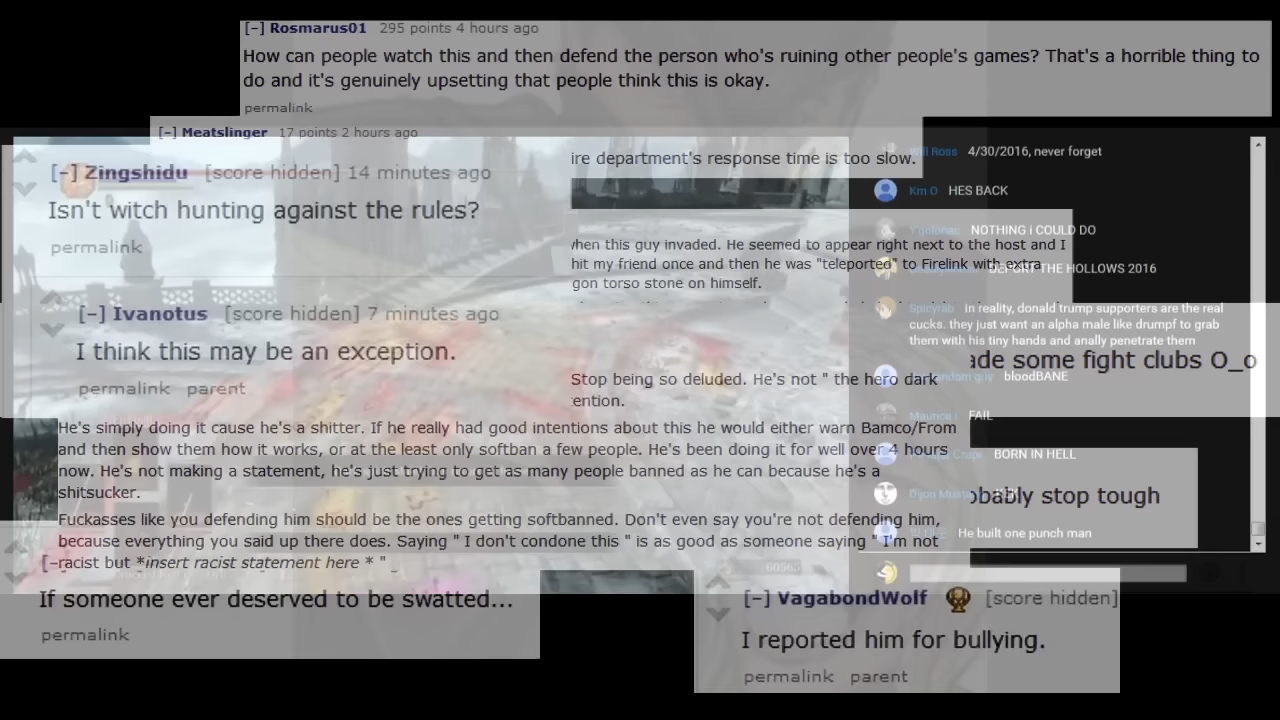 [–] Rosmarus01 295 points 4 hours ago
How can people watch this and then defend the person who's ruining other people's games? That's a horrible thing to
do and it's genuinely upsetting that people think this is okay.
permalink
[–] Meatslinger 17 points 2 hours ago
ire department's response time is too slow.
[–] Zingshidu [score hidden] 14 minutes ago
Isn't witch hunting against the rules?
permalink
hen this guy invaded. He seemed to appear right next to the host and I
hit my friend once and then he was "teleported" to Firelink with extra
gon torso stone on himself.
[–] Ivanotus [score hidden] 7 minutes ago
I think this may be an exception.
permalink parent
Stop being so deluded. He's not " the hero dark
ention.
He's simply doing it cause he's a shitter. If he really had good intentions about this he would either warn Bamco/From
and then show them how it works, or at the least only softban a few people. He's been doing it for well over 4 hours
now. He's not making a statement, he's just trying to get as many people banned as he can because he's a
shitsucker.
Fuckasses like you defending him should be the ones getting softbanned. Don't even say you're not defending him,
because everything you said up there does. Saying " I don't condone this " is as good as someone saying " I'm not
racist but *insert racist statement here * "
[–]
If someone ever deserved to be swatted...
permalink
Will Ross 4/30/2016, never forget
Km O HES BACK
NOTHING i COULD DO
DEPORT THE HOLLOWS 2016
Spicyrab in reality, donald trump supporters are the real
cucks. they just want an alpha male like drumpf to grab
them with his tiny hands and anally penetrate them
ade some fight clubs O_o
bloodBANE
FAIL
BORN IN HELL
obably stop tough
He built one punch man
60565
[–] VagabondWolf [score hidden]
I reported him for bullying.
permalink parent